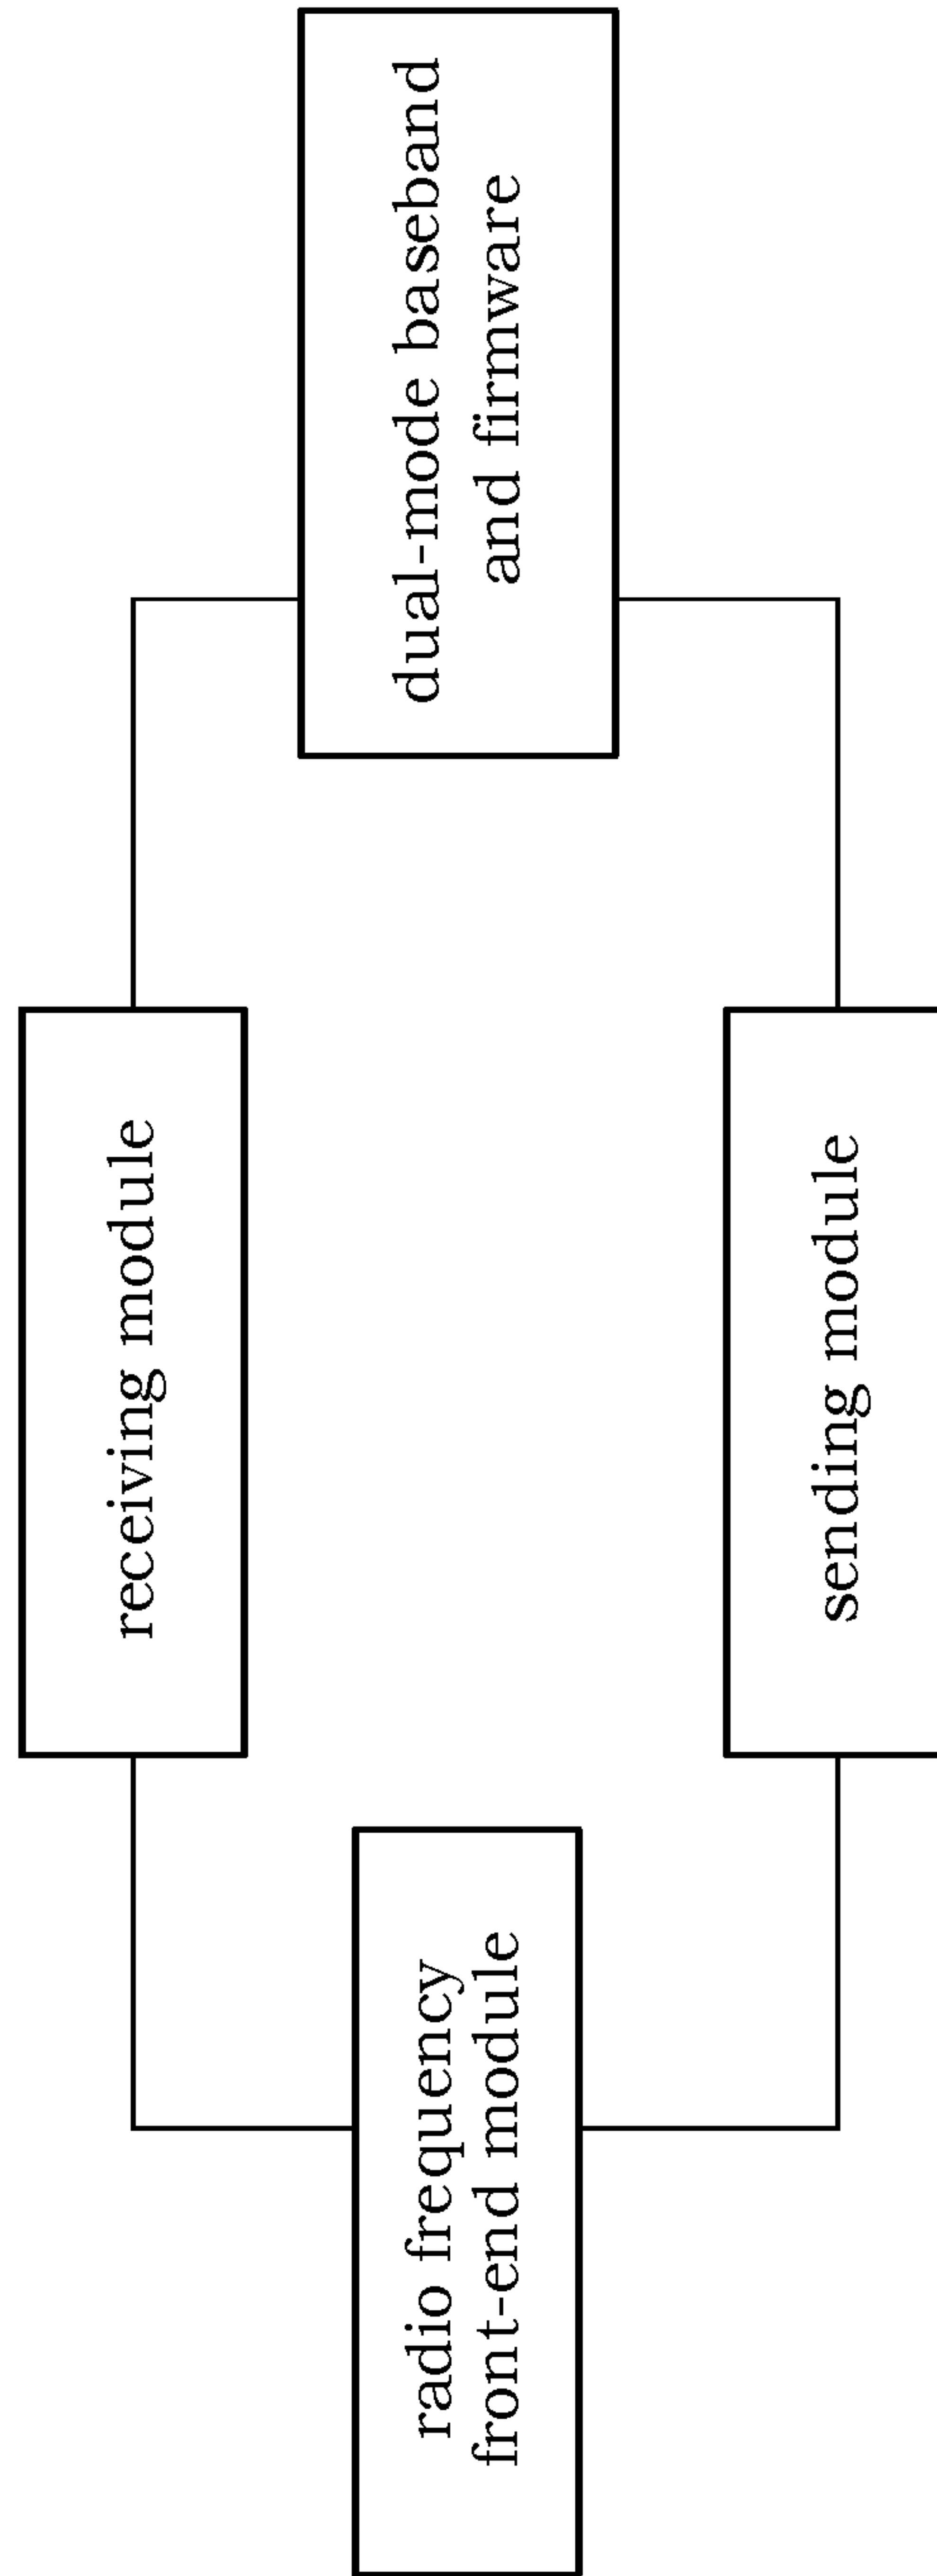 radio frequency
front-end module
receiving module
sending module
dual-mode baseband
and firmware